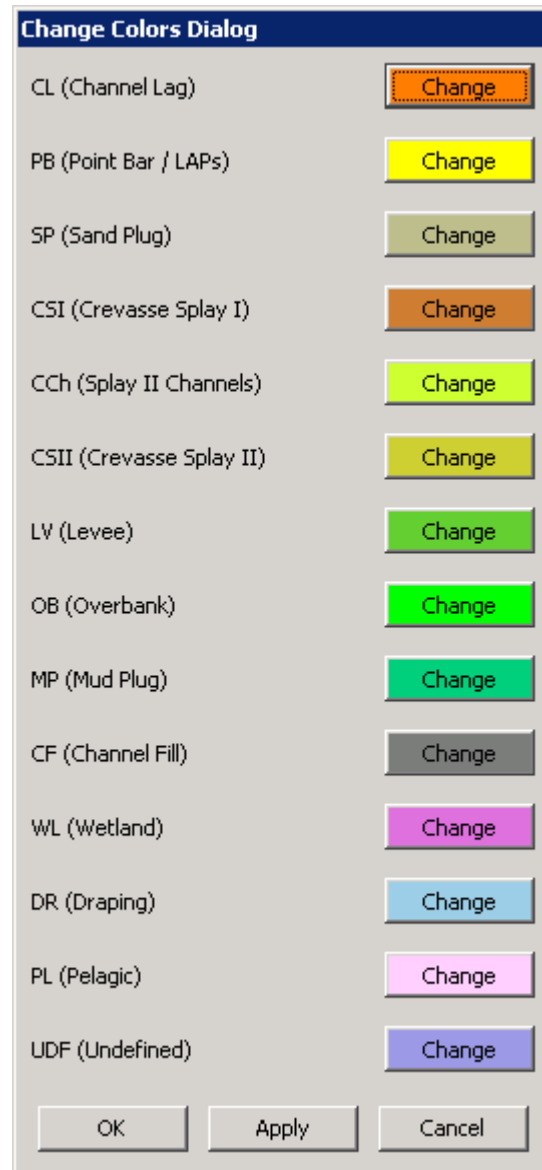 Change Colors Dialog
CL (Channel Lag) Change
PB (Point Bar / LAPs) Change
SP (Sand Plug) Change
CSI (Crevasse Splay I) Change
CCh (Splay II Channels) Change
CSII (Crevasse Splay II) Change
LV (Levee) Change
OB (Overbank) Change
MP (Mud Plug) Change
CF (Channel Fill) Change
WL (Wetland) Change
DR (Draping) Change
PL (Pelagic) Change
UDF (Undefined) Change
OK Apply Cancel